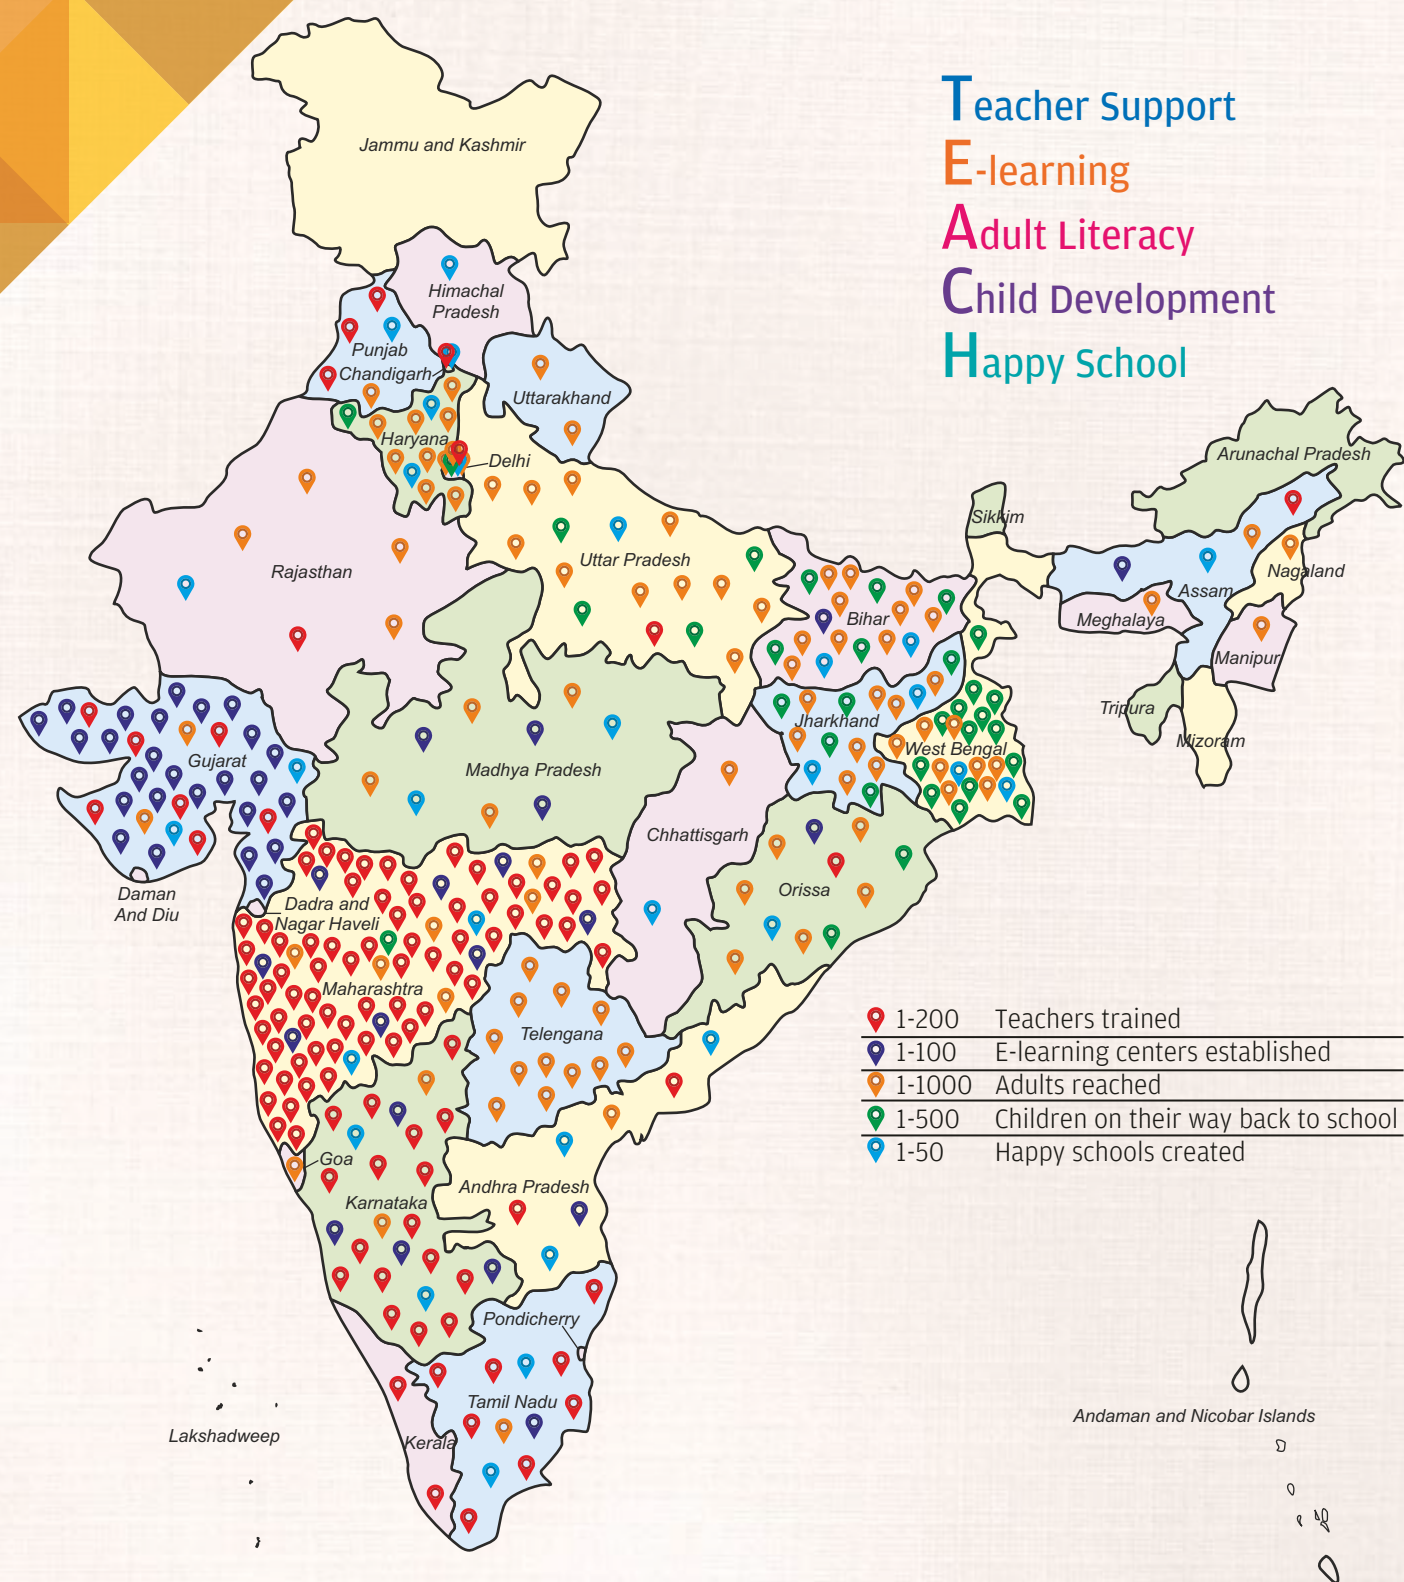 Teacher Support
E-learning
Adult Literacy
Child Development
Happy School
Jammu and Kashmir
Himachal
Pradesh
Punjab
Chandigarh
Uttarakhand
Haryana
Delhi
Arunachal Pradesh
Sikkim
Rajasthan
Uttar Pradesh
Nagaland
Assam
Bihar
Meghalaya
Manipur
Tripura
Mizoram
Jharkhand
West Bengal
Gujarat
Madhya Pradesh
Chhattisgarh
Orissa
Daman
And Diu
Dadra and
Nagar Haveli
Maharashtra
Telengana
1-200 Teachers trained
1-100 E-learning centers established
1-1000 Adults reached
1-500 Children on their way back to school
1-50 Happy schools created
Goa
Karnataka
Andhra Pradesh
Pondicherry
Tamil Nadu
Kerala
Lakshadweep
Andaman and Nicobar Islands